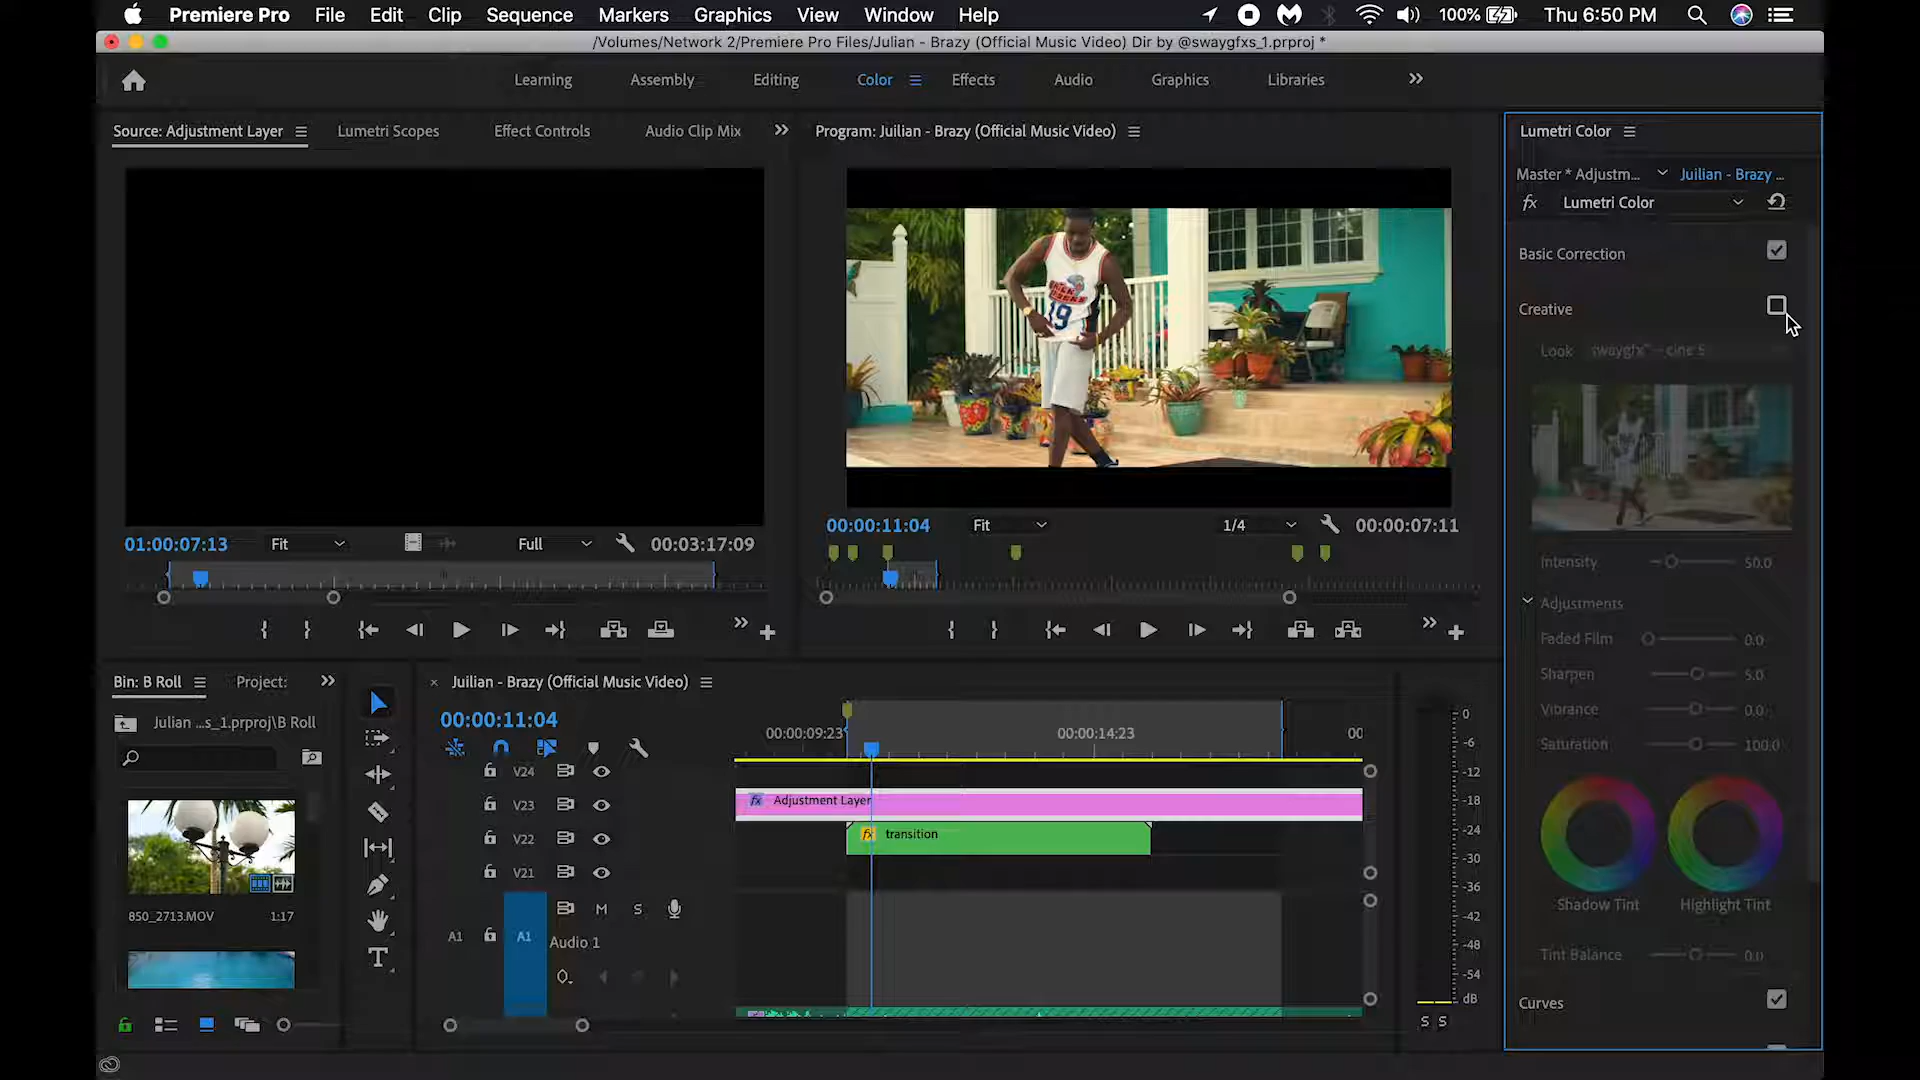 Premiere Pro File Edit Clip Sequence Markers Graphics View Window Help 100% Thu 6:50 PM
/Volumes/Network 2/Premiere Pro Files/Julian - Brazy (Official Music Video) Dir by @swaygfxs_1.prproj *
Learning Assembly Editing Color Effects Audio Graphics Libraries
Source: Adjustment Layer Lumetri Scopes Effect Controls Audio Clip Mix
Program: Juilian - Brazy (Official Music Video)
Lumetri Color
Master * Adjustm... Juilian - Brazy ...
fx Lumetri Color
Basic Correction
Creative
Look swaygfx" - cine 5
19
Intensity 50.0
Adjustments
Faded Film 0.0
Sharpen 5.0
Vibrance 0.0
Saturation 100.0
Shadow Tint Highlight Tint
Tint Balance 0.0
Curves
01:00:07:13 Fit Full 00:03:17:09
00:00:11:04 Fit 1/4 00:00:07:11
Bin: B Roll Project:
Julian ...s_1.prproj\B Roll
850_2713.MOV 1:17
× Juilian - Brazy (Official Music Video)
00:00:11:04
00:00:09:23 00:00:14:23 00
V24
V23 fx Adjustment Layer
V22 fx transition
V21
M S
A1 A1 Audio 1
0
-6
-12
-18
-24
-30
-36
-42
-48
-54
dB
S S